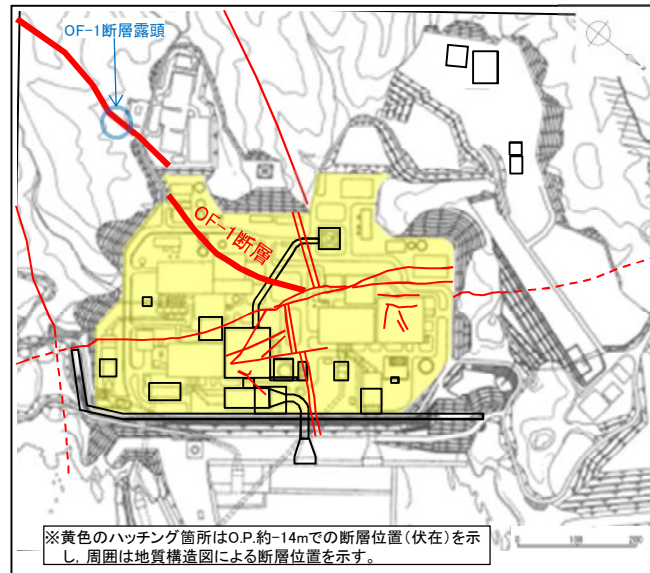 OF-1断層露頭
OF-1断層
※黄色のハッチング箇所はO.P.約-14mでの断層位置(伏在)を示
し，周囲は地質構造図による断層位置を示す。
0 100 200